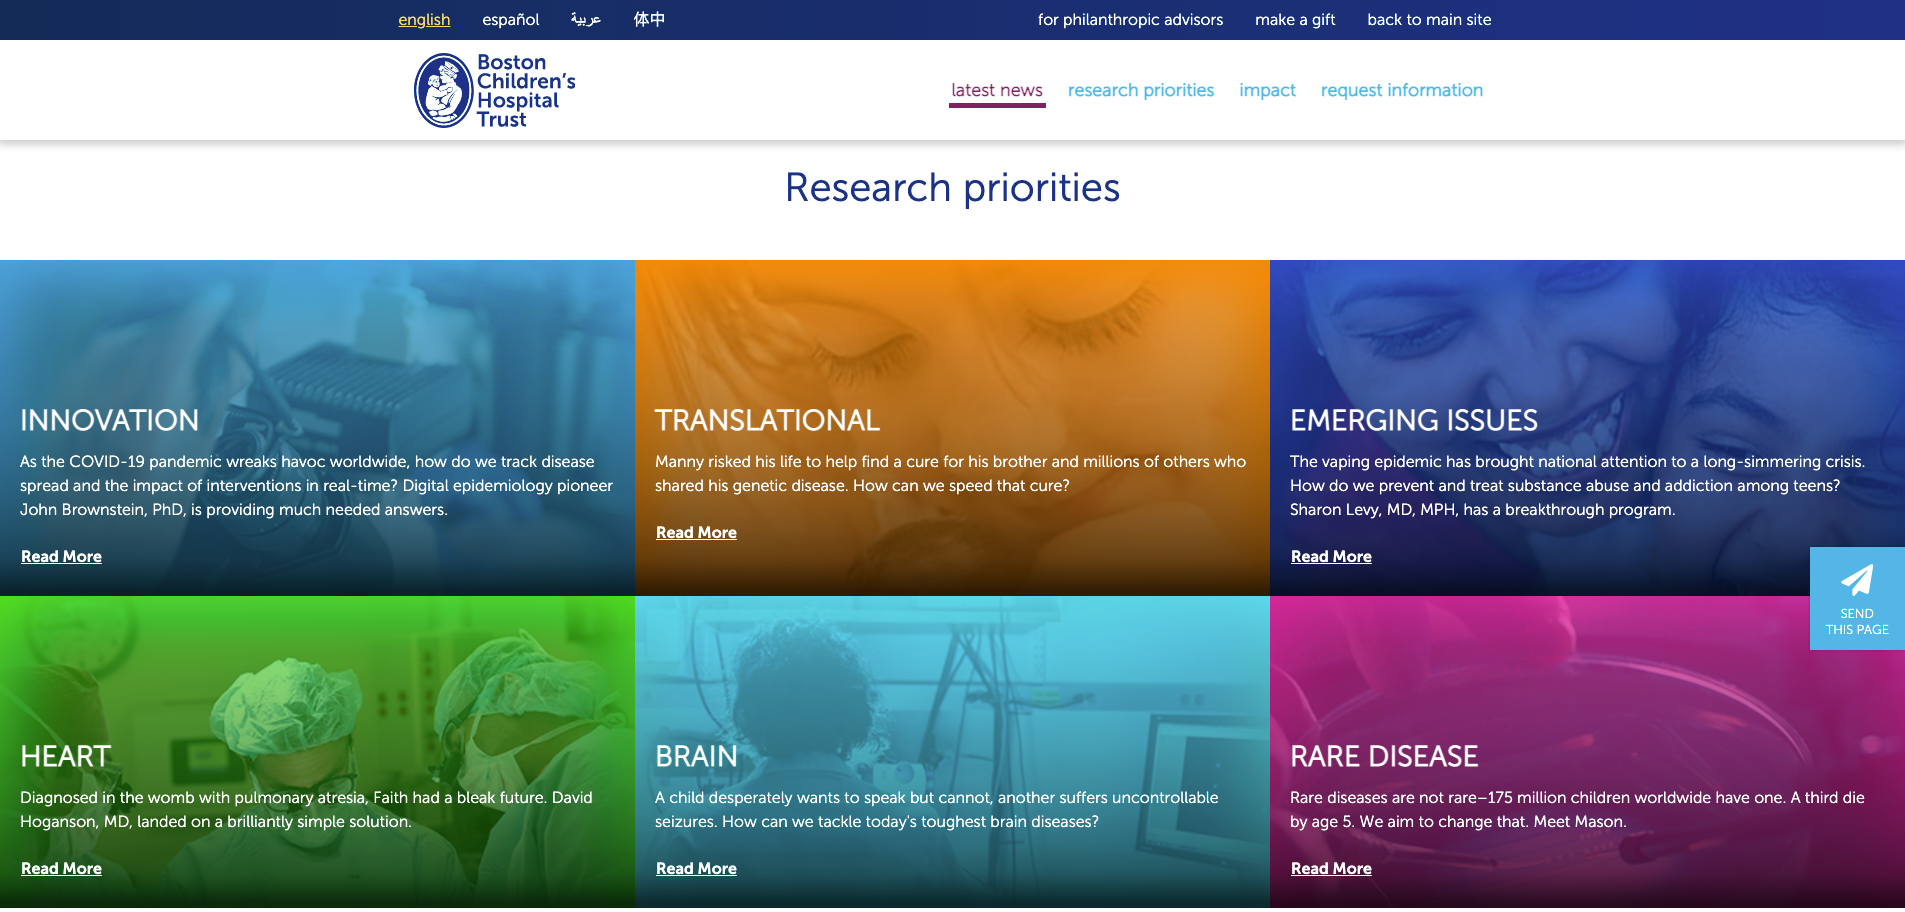 english español عربية 体中 for philanthropic advisors make a gift back to main site
Boston
Children's
Hospital
Trust
latest news research priorities impact request information
Research priorities
INNOVATION
As the COVID-19 pandemic wreaks havoc worldwide, how do we track disease
spread and the impact of interventions in real-time? Digital epidemiology pioneer
John Brownstein, PhD, is providing much needed answers.
Read More
TRANSLATIONAL
Manny risked his life to help find a cure for his brother and millions of others who
shared his genetic disease. How can we speed that cure?
Read More
EMERGING ISSUES
The vaping epidemic has brought national attention to a long-simmering crisis.
How do we prevent and treat substance abuse and addiction among teens?
Sharon Levy, MD, MPH, has a breakthrough program.
Read More
SEND
THIS PAGE
HEART
Diagnosed in the womb with pulmonary atresia, Faith had a bleak future. David
Hoganson, MD, landed on a brilliantly simple solution.
Read More
BRAIN
A child desperately wants to speak but cannot, another suffers uncontrollable
seizures. How can we tackle today's toughest brain diseases?
Read More
RARE DISEASE
Rare diseases are not rare–175 million children worldwide have one. A third die
by age 5. We aim to change that. Meet Mason.
Read More